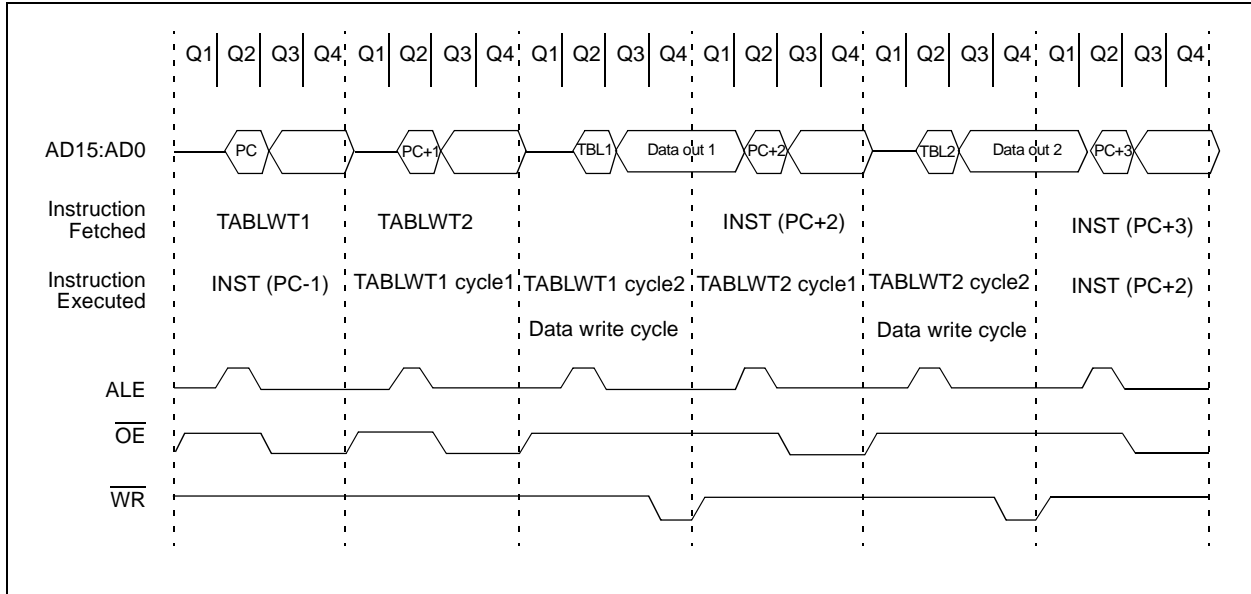 Q1 Q2 Q3 Q4 Q1 Q2 Q3 Q4 Q1 Q2 Q3 Q4 Q1 Q2 Q3 Q4 Q1 Q2 Q3 Q4 Q1 Q2 Q3 Q4
AD15:AD0 PC PC+1 TBL1 Data out 1 PC+2 TBL2 Data out 2 PC+3
Instruction
Fetched TABLWT1 TABLWT2 INST (PC+2) INST (PC+3)
Instruction
Executed INST (PC-1) TABLWT1 cycle1 TABLWT1 cycle2 TABLWT2 cycle1 TABLWT2 cycle2 INST (PC+2)
Data write cycle Data write cycle
ALE
OE
WR